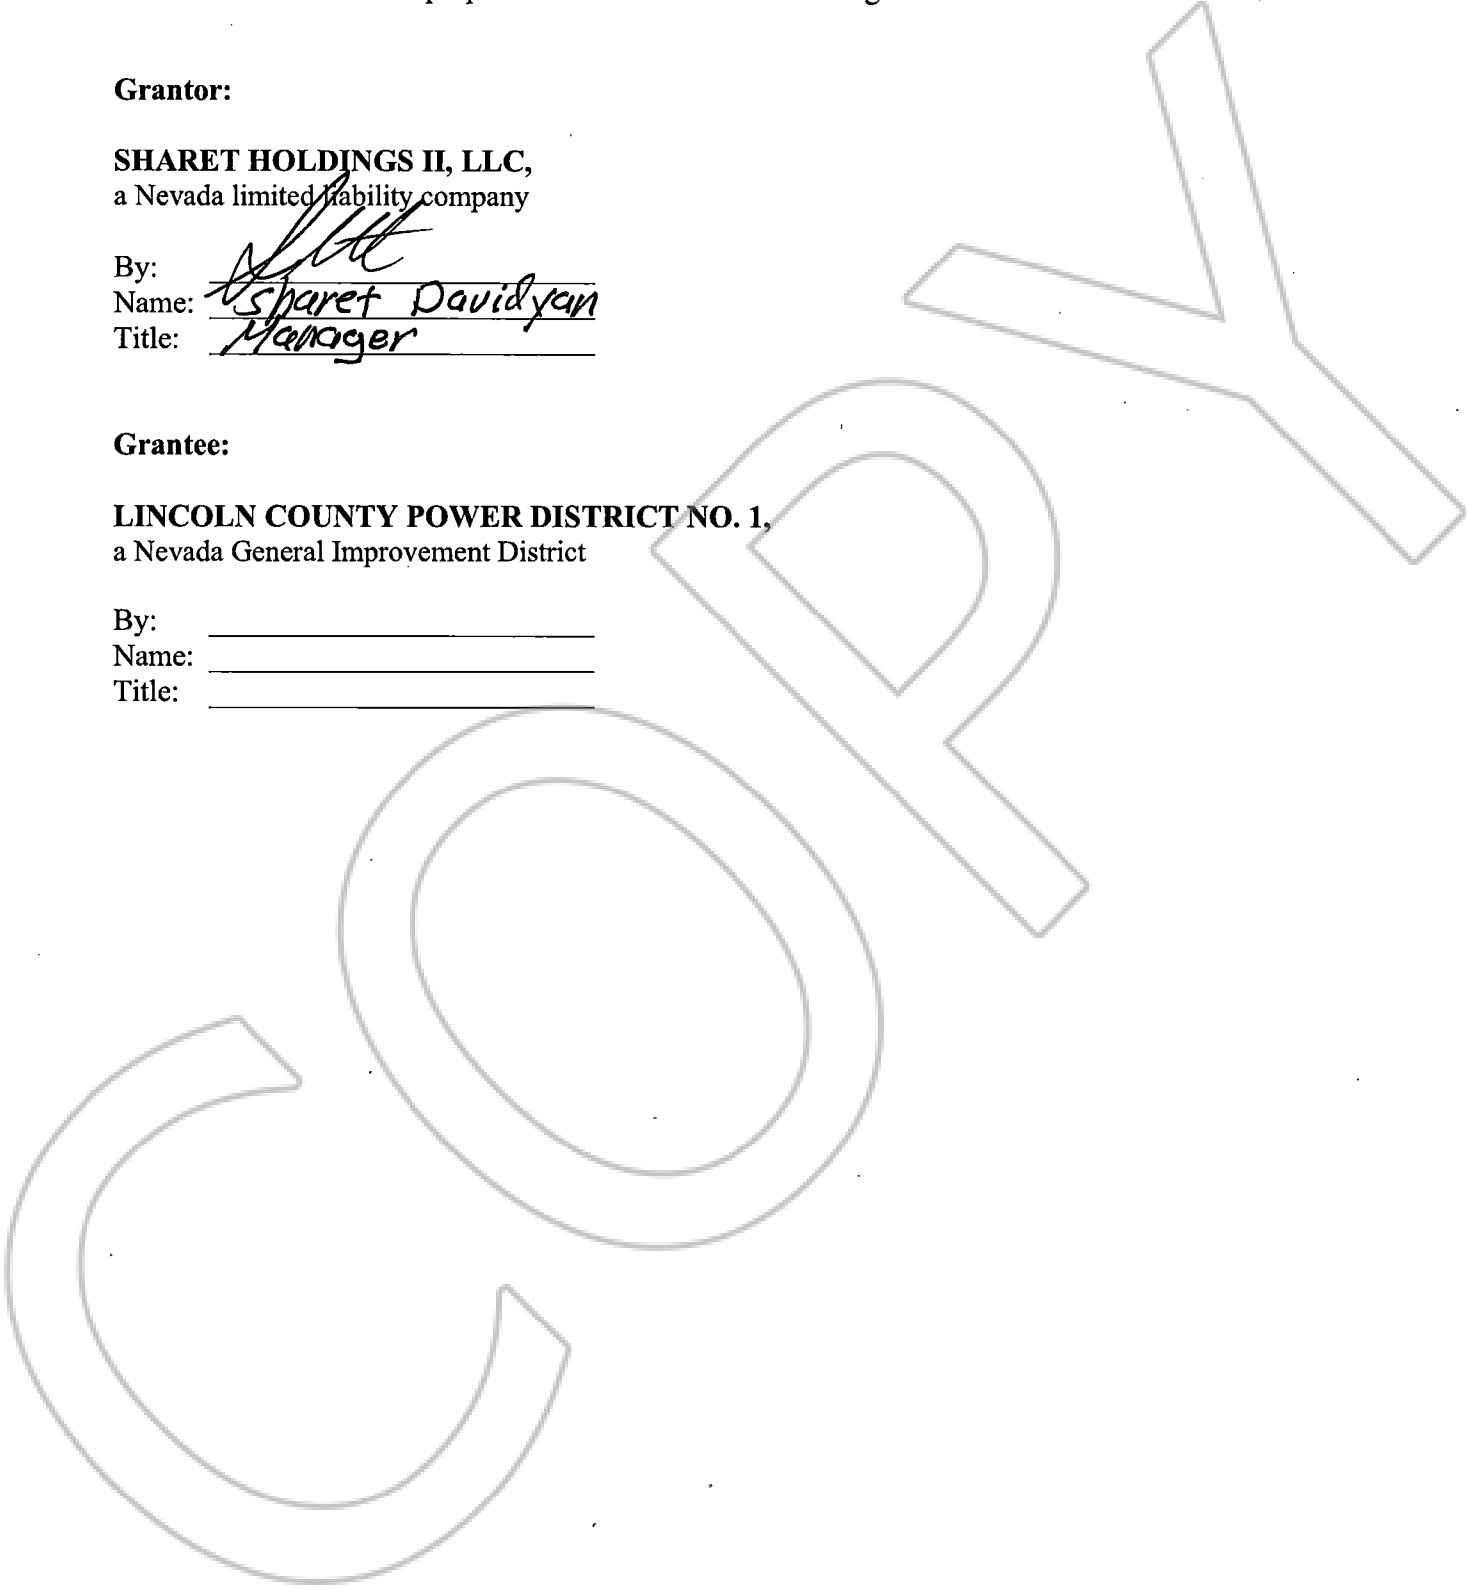 Grantor:
SHARET HOLDINGS II, LLC,
a Nevada limited liability company
By:
Name: Sharet Davidyan
Title: Manager
Grantee:
LINCOLN COUNTY POWER DISTRICT NO. 1,
a Nevada General Improvement District
By:
Name:
Title:
COPY